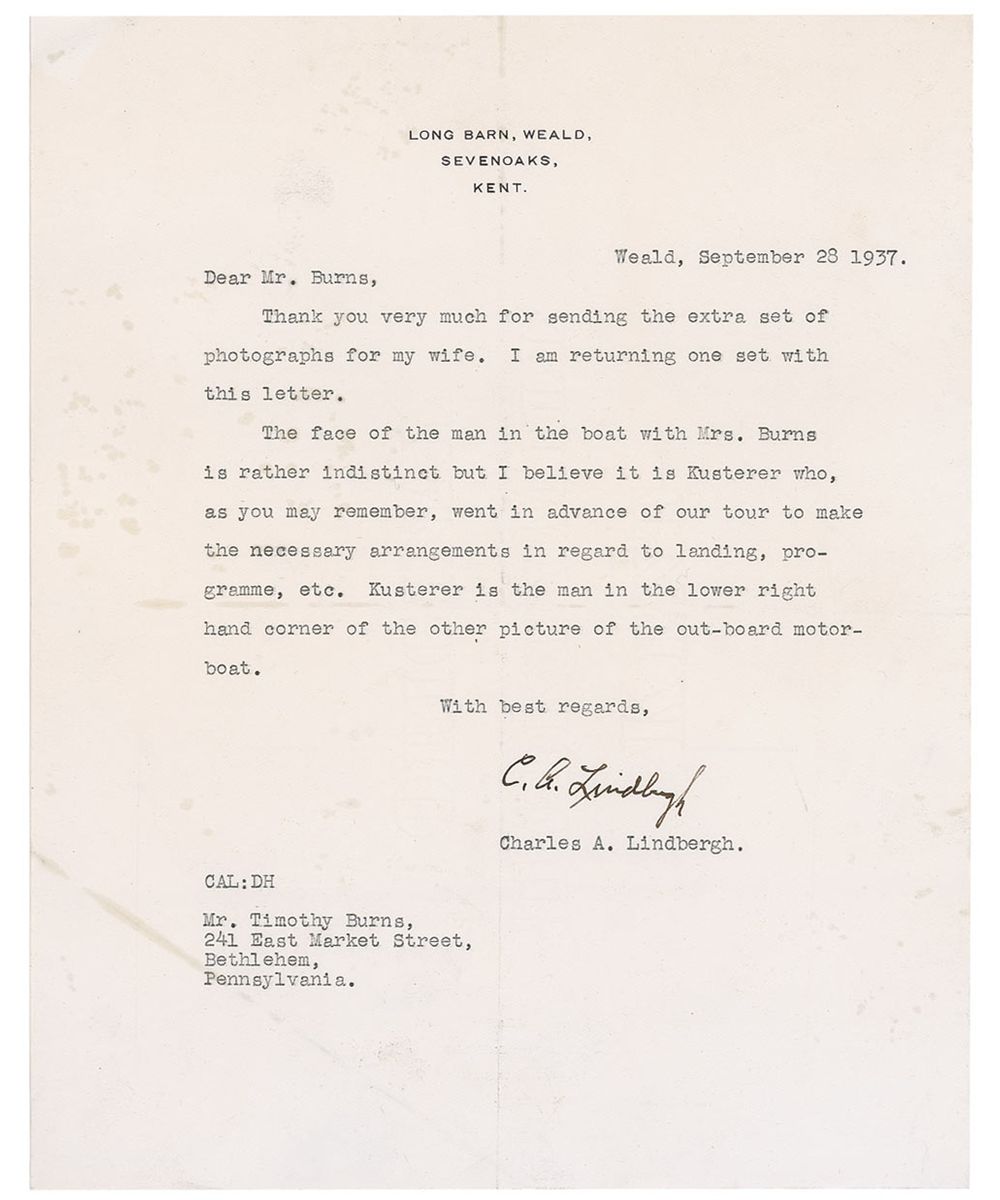 LONG BARN, WEALD,
SEVENOAKS,
KENT.
Weald, September 28 1937.
Dear Mr. Burns,
Thank you very much for sending the extra set of
photographs for my wife. I am returning one set with
this letter.
The face of the man in the boat with Mrs. Burns
is rather indistinct but I believe it is Kusterer who,
as you may remember, went in advance of our tour to make
the necessary arrangements in regard to landing, pro-
gramme, etc. Kusterer is the man in the lower right
hand corner of the other picture of the out-board motor-
boat.
With best regards,
C. A. Lindbergh
Charles A. Lindbergh.
CAL:DH
Mr. Timothy Burns,
241 East Market Street,
Bethlehem,
Pennsylvania.